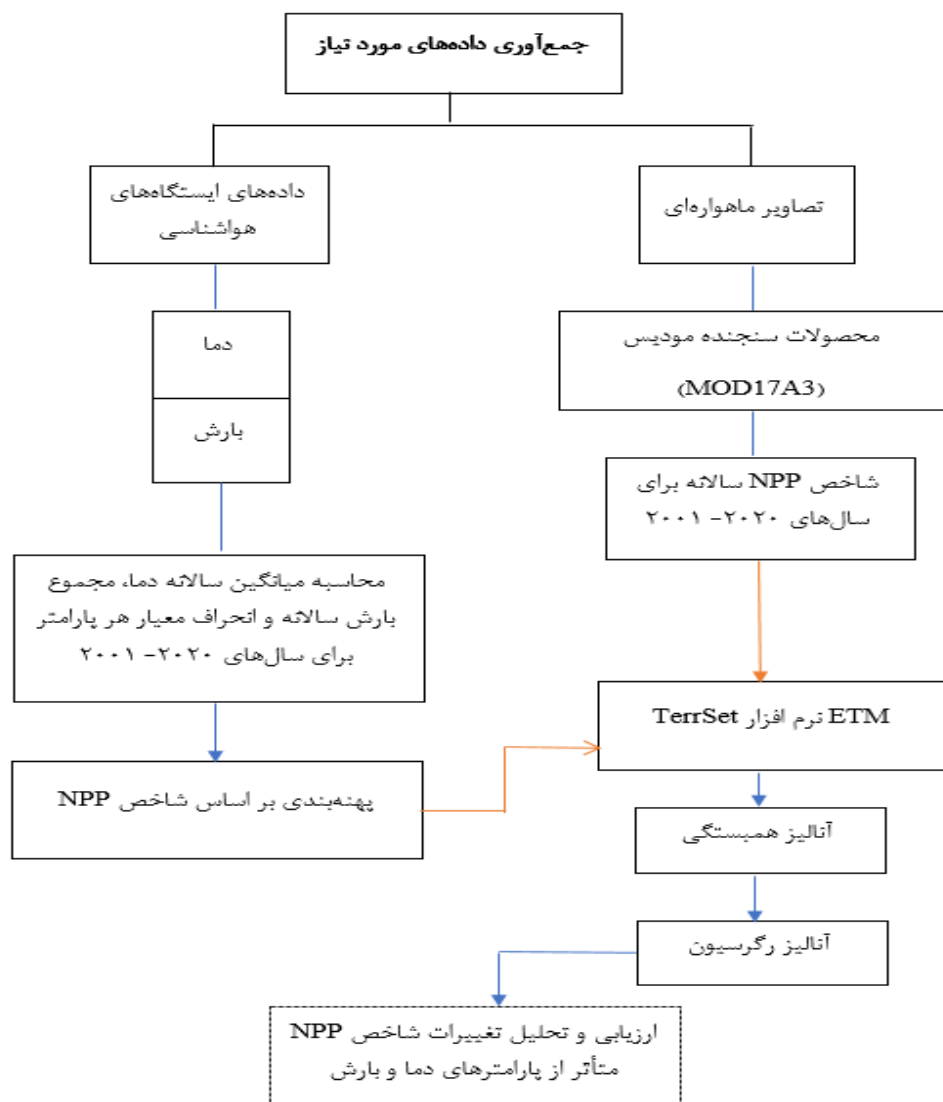 جمع‌آوری داده‌های مورد نیاز
داده‌های ایستگاه‌های
هواشناسی
تصاویر ماهواره‌ای
دما
بارش
محصولات سنجنده مودیس
(MOD17A3)
شاخص NPP سالانه برای
سال‌های ۲۰۲۰- ۲۰۰۱
محاسبه میانگین سالانه دما، مجموع
بارش سالانه و انحراف معیار هر پارامتر
برای سال‌های ۲۰۲۰- ۲۰۰۱
ETM نرم افزار TerrSet
پهنه‌بندی بر اساس شاخص NPP
آنالیز همبستگی
آنالیز رگرسیون
ارزیابی و تحلیل تغییرات شاخص NPP
متأثر از پارامترهای دما و بارش